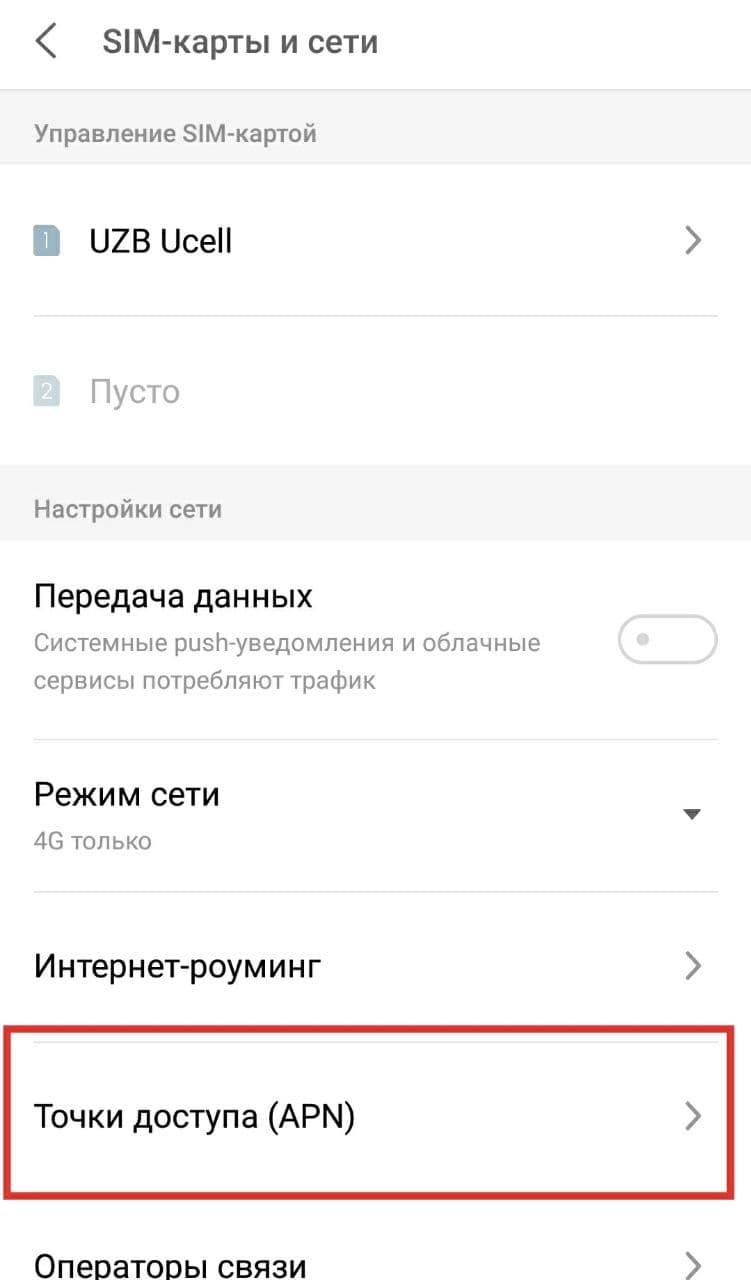 SIM-карты и сети
Управление SIM-картой
1
UZB Ucell
2
Пусто
Настройки сети
Передача данных
Системные push-уведомления и облачные
сервисы потребляют трафик
Режим сети
4G только
Интернет-роуминг
Точки доступа (APN)
Операторы связи